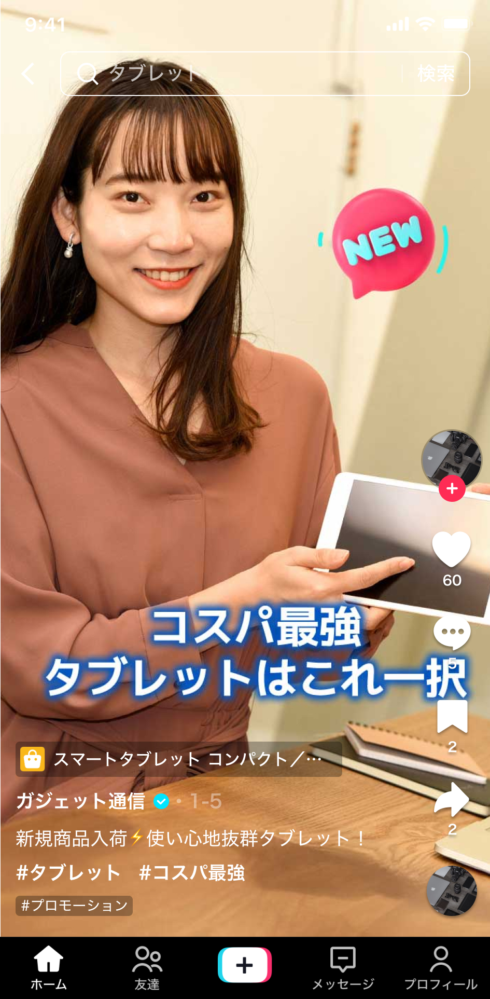 9:41
タブレット
検索
NEW
60
コスパ最強
5
タブレットはこれ一択
2
スマートタブレット コンパクト／…
ガジェット通信 • 1-5
2
新規商品入荷⚡使い心地抜群タブレット！
#タブレット #コスパ最強
#プロモーション
ホーム
友達
メッセージ
プロフィール